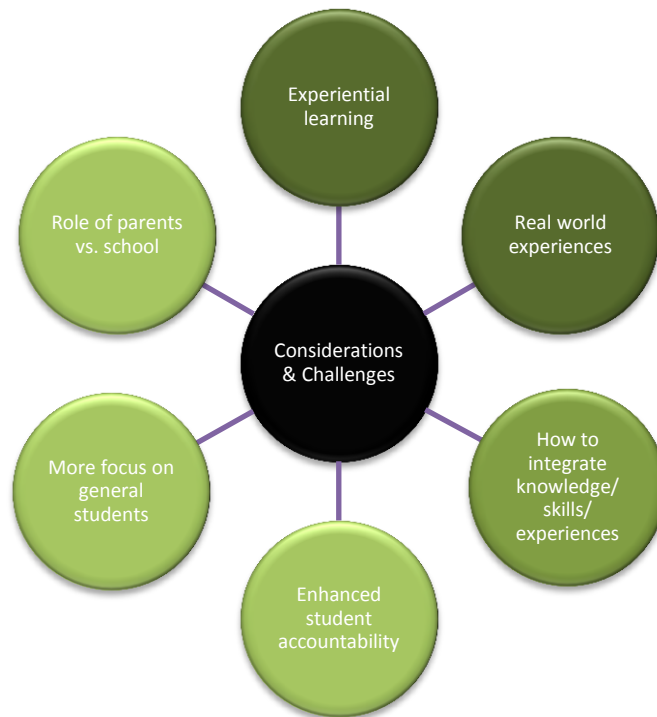 Experiential
learning
Real world
experiences
How to
integrate
knowledge/
skills/
experiences
Enhanced
student
accountability
More focus on
general
students
Role of parents
vs. school
Considerations
& Challenges